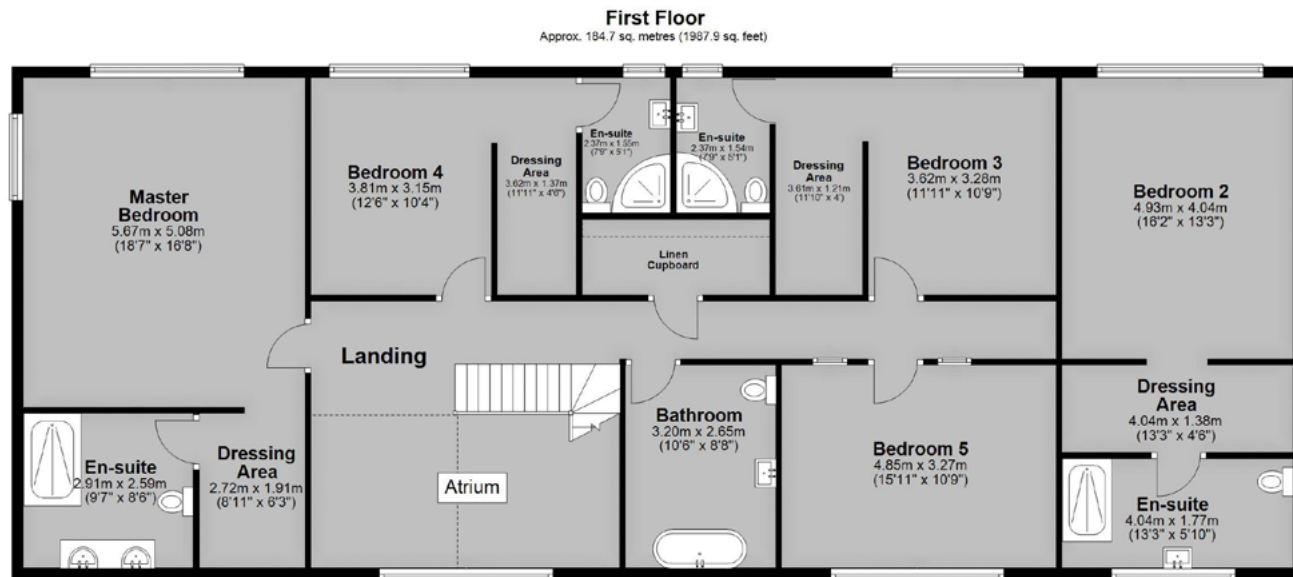 First Floor
Approx. 184.7 sq. metres (1987.9 sq. feet)
Master
Bedroom
5.67m x 5.08m
(18'7" x 16'8")
Bedroom 4
3.81m x 3.15m
(12'6" x 10'4")
Dressing
Area
3.62m x 1.37m
(11'11" x 4'6")
En-suite
2.37m x 1.55m
(7'9" x 5'1")
En-suite
2.37m x 1.54m
(7'9" x 5'1")
Dressing
Area
3.61m x 1.21m
(11'10" x 4')
Bedroom 3
3.62m x 3.28m
(11'11" x 10'9")
Bedroom 2
4.93m x 4.04m
(16'2" x 13'3")
Linen
Cupboard
Landing
En-suite
2.91m x 2.59m
(9'7" x 8'6")
Dressing
Area
2.72m x 1.91m
(8'11" x 6'3")
Atrium
Bathroom
3.20m x 2.65m
(10'6" x 8'8")
Bedroom 5
4.85m x 3.27m
(15'11" x 10'9")
Dressing
Area
4.04m x 1.38m
(13'3" x 4'6")
En-suite
4.04m x 1.77m
(13'3" x 5'10")